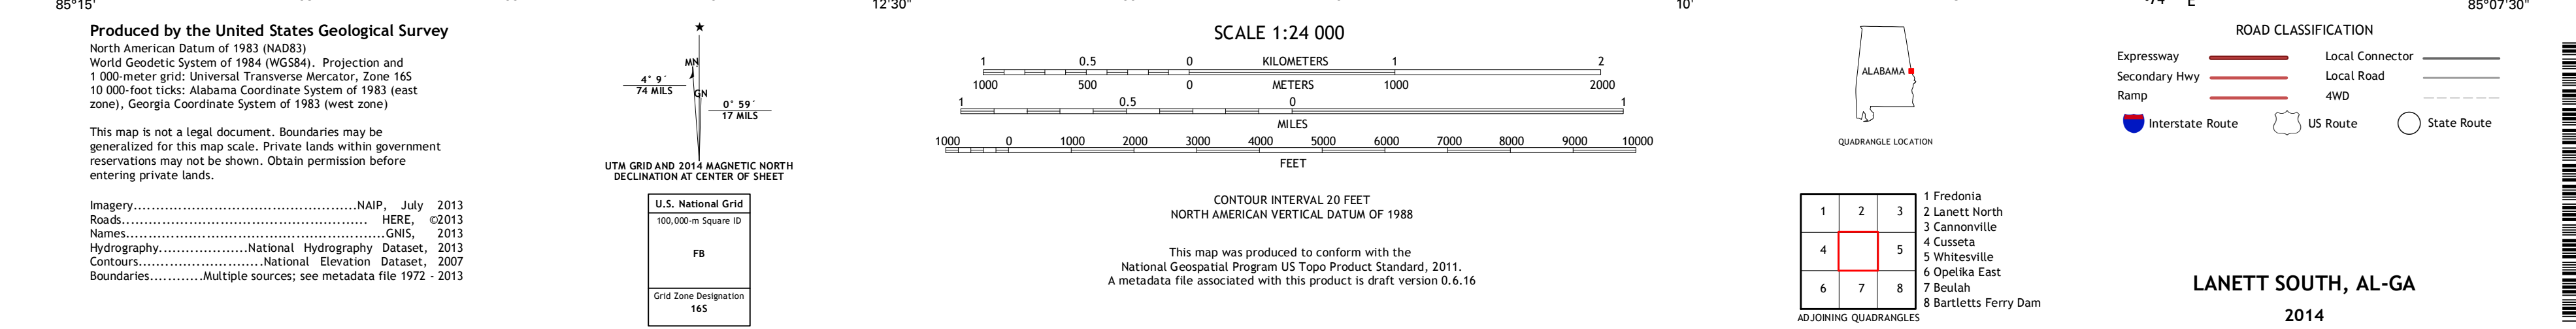 85°15'
12'30"
10'
E
85°07'30"
Produced by the United States Geological Survey
North American Datum of 1983 (NAD83)
World Geodetic System of 1984 (WGS84). Projection and
1 000-meter grid: Universal Transverse Mercator, Zone 16S
10 000-foot ticks: Alabama Coordinate System of 1983 (east
zone), Georgia Coordinate System of 1983 (west zone)
This map is not a legal document. Boundaries may be
generalized for this map scale. Private lands within government
reservations may not be shown. Obtain permission before
entering private lands.
Imagery................................................NAIP, July 2013
Roads..................................................... HERE, ©2013
Names........................................................GNIS, 2013
Hydrography...................National Hydrography Dataset, 2013
Contours...........................National Elevation Dataset, 2007
Boundaries...........Multiple sources; see metadata file 1972 - 2013
MN
4° 9´
74 MILS
GN
0° 59´
17 MILS
UTM GRID AND 2014 MAGNETIC NORTH
DECLINATION AT CENTER OF SHEET
U.S. National Grid
100,000-m Square ID
FB
Grid Zone Designation
16S
SCALE 1:24 000
1 0.5 0 KILOMETERS 1 2
1000 500 0 METERS 1000 2000
1 0.5 0 1
MILES
1000 0 1000 2000 3000 4000 5000 6000 7000 8000 9000 10000
FEET
CONTOUR INTERVAL 20 FEET
NORTH AMERICAN VERTICAL DATUM OF 1988
This map was produced to conform with the
National Geospatial Program US Topo Product Standard, 2011.
A metadata file associated with this product is draft version 0.6.16
ALABAMA
QUADRANGLE LOCATION
1 2 3
4 5
6 7 8
ADJOINING QUADRANGLES
1 Fredonia
2 Lanett North
3 Cannonville
4 Cusseta
5 Whitesville
6 Opelika East
7 Beulah
8 Bartletts Ferry Dam
ROAD CLASSIFICATION
Expressway Local Connector
Secondary Hwy Local Road
Ramp 4WD
Interstate Route US Route State Route
LANETT SOUTH, AL-GA
2014